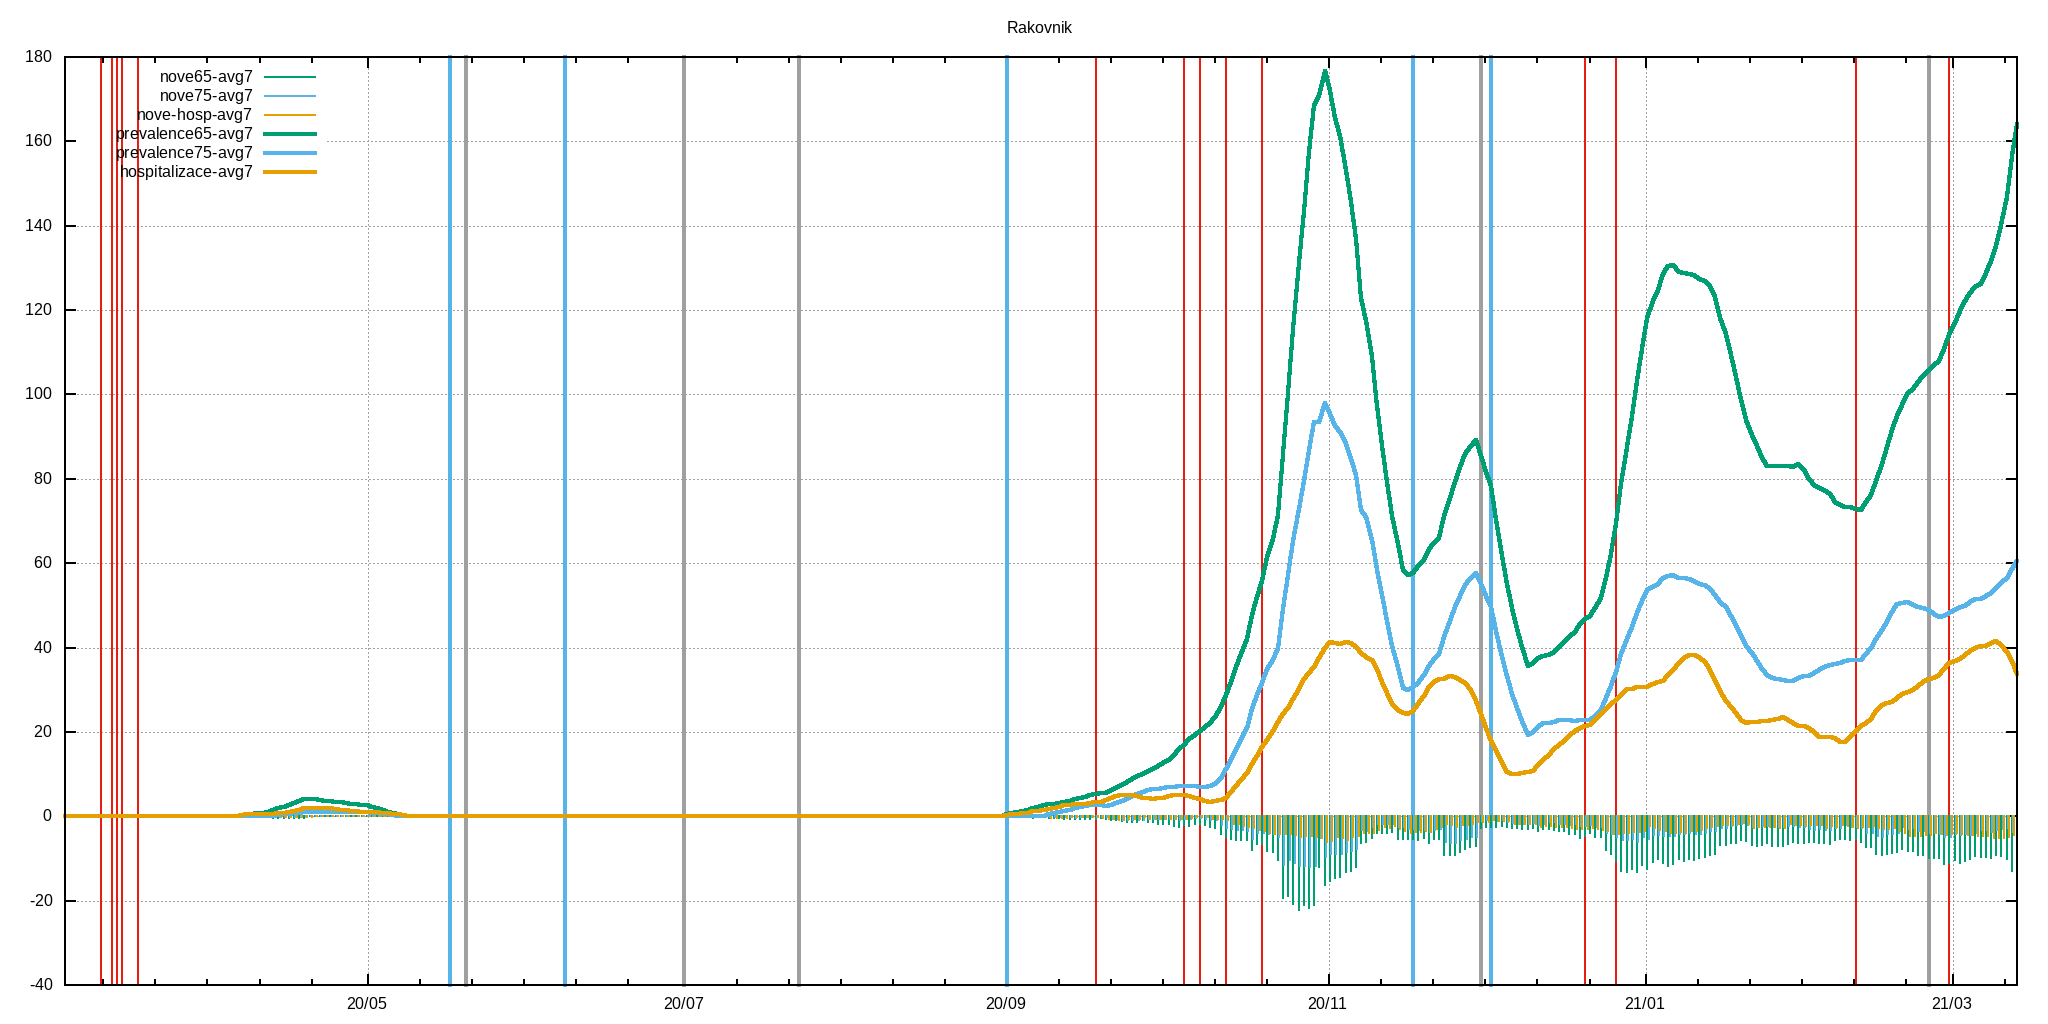 Rakovnik
nove65-avg7
nove75-avg7
nove-hosp-avg7
prevalence65-avg7
prevalence75-avg7
hospitalizace-avg7
180
160
140
120
100
80
60
40
20
0
-20
-40
20/05 20/07 20/09 20/11 21/01 21/03